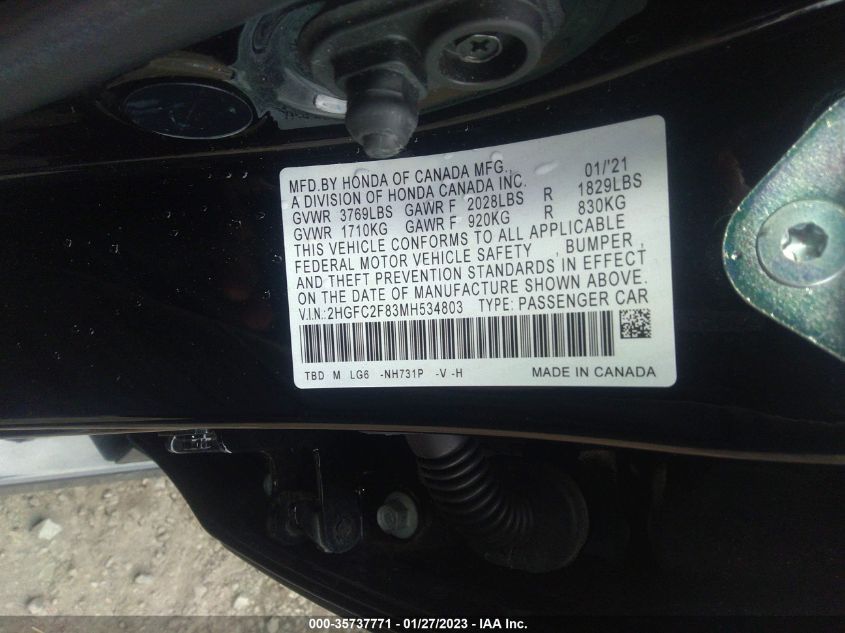 MFD.BY HONDA OF CANADA MFG., 01/'21
A DIVISION OF HONDA CANADA INC.
GVWR 3769LBS GAWR F 2028LBS R 1829LBS
GVWR 1710KG GAWR F 920KG R 830KG
THIS VEHICLE CONFORMS TO ALL APPLICABLE
FEDERAL MOTOR VEHICLE SAFETY , BUMPER ,
AND THEFT PREVENTION STANDARDS IN EFFECT
ON THE DATE OF MANUFACTURE SHOWN ABOVE.
V.I.N.:2HGFC2F83MH534803 TYPE: PASSENGER CAR
TBD M LG6 -NH731P -V -H MADE IN CANADA
000-35737771 - 01/27/2023 - IAA Inc.